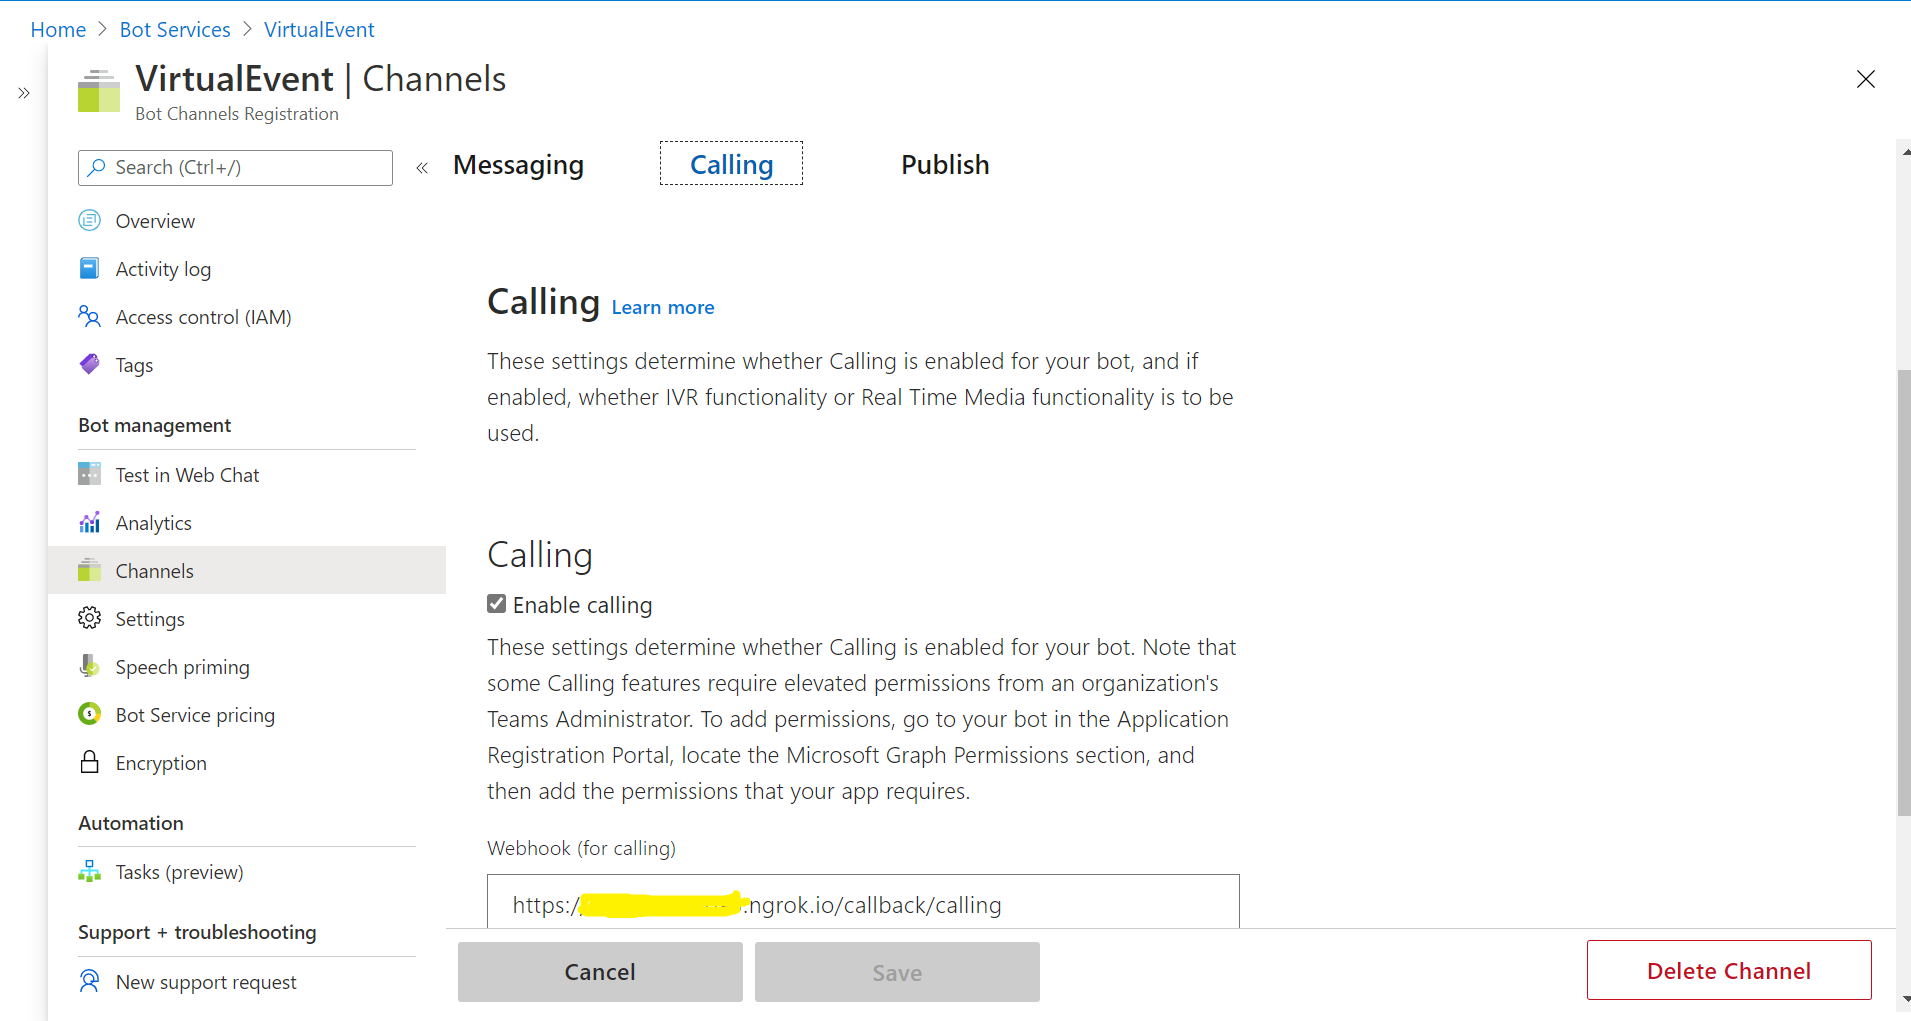 Home > Bot Services > VirtualEvent
»
VirtualEvent | Channels
Bot Channels Registration
Search (Ctrl+/)
«
Overview
Activity log
Access control (IAM)
Tags
Bot management
Test in Web Chat
Analytics
Channels
Settings
Speech priming
Bot Service pricing
Encryption
Automation
Tasks (preview)
Support + troubleshooting
New support request
Messaging
Calling
Publish
Calling Learn more
These settings determine whether Calling is enabled for your bot, and if
enabled, whether IVR functionality or Real Time Media functionality is to be
used.
Calling
Enable calling
These settings determine whether Calling is enabled for your bot. Note that
some Calling features require elevated permissions from an organization's
Teams Administrator. To add permissions, go to your bot in the Application
Registration Portal, locate the Microsoft Graph Permissions section, and
then add the permissions that your app requires.
Webhook (for calling)
https:/ .ngrok.io/callback/calling
Cancel
Save
Delete Channel